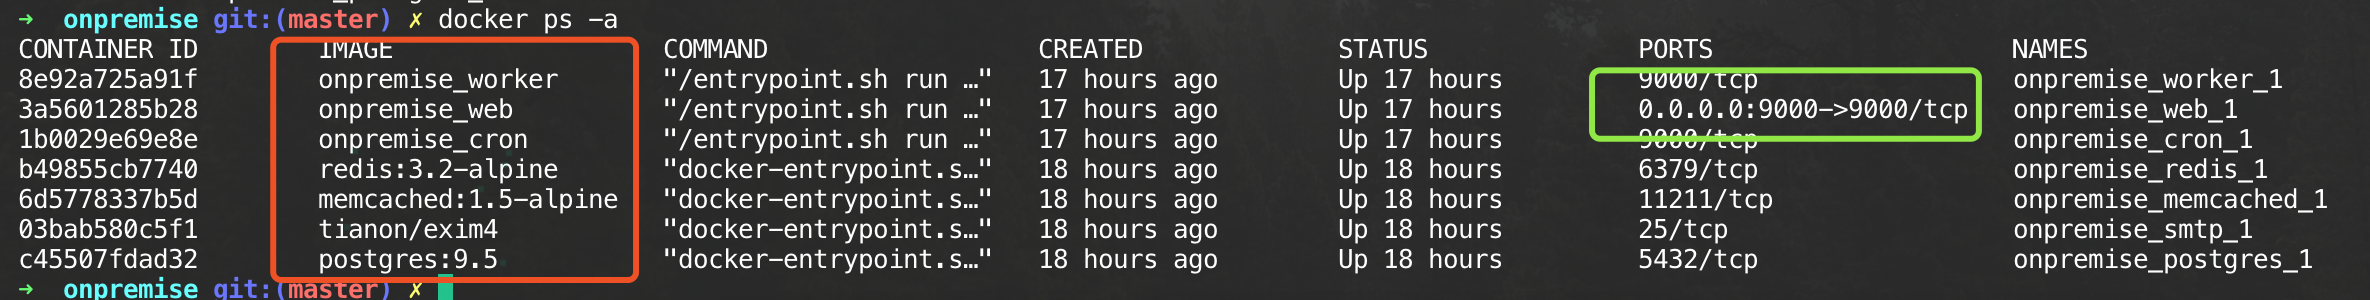 → onpremise git:(master) ✗ docker ps -a
CONTAINER ID IMAGE COMMAND CREATED STATUS PORTS NAMES
8e92a725a91f onpremise_worker "/entrypoint.sh run …" 17 hours ago Up 17 hours 9000/tcp onpremise_worker_1
3a5601285b28 onpremise_web "/entrypoint.sh run …" 17 hours ago Up 17 hours 0.0.0.0:9000->9000/tcp onpremise_web_1
1b0029e69e8e onpremise_cron "/entrypoint.sh run …" 17 hours ago Up 17 hours 9000/tcp onpremise_cron_1
b49855cb7740 redis:3.2-alpine "docker-entrypoint.s…" 18 hours ago Up 18 hours 6379/tcp onpremise_redis_1
6d5778337b5d memcached:1.5-alpine "docker-entrypoint.s…" 18 hours ago Up 18 hours 11211/tcp onpremise_memcached_1
03bab580c5f1 tianon/exim4 "docker-entrypoint.s…" 18 hours ago Up 18 hours 25/tcp onpremise_smtp_1
c45507fdad32 postgres:9.5 "docker-entrypoint.s…" 18 hours ago Up 18 hours 5432/tcp onpremise_postgres_1
→ onpremise git:(master) ✗